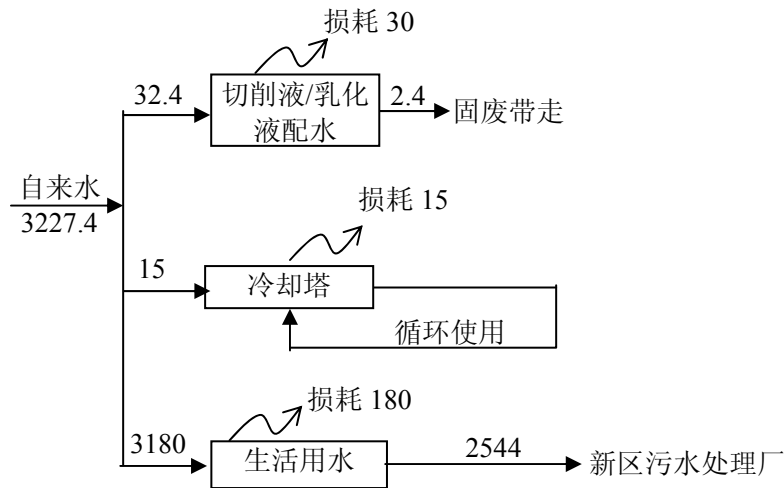 损耗 30
32.4
切削液/乳化
液配水
2.4
固废带走
自来水
3227.4
损耗 15
15
冷却塔
循环使用
损耗 180
3180
生活用水
2544
新区污水处理厂